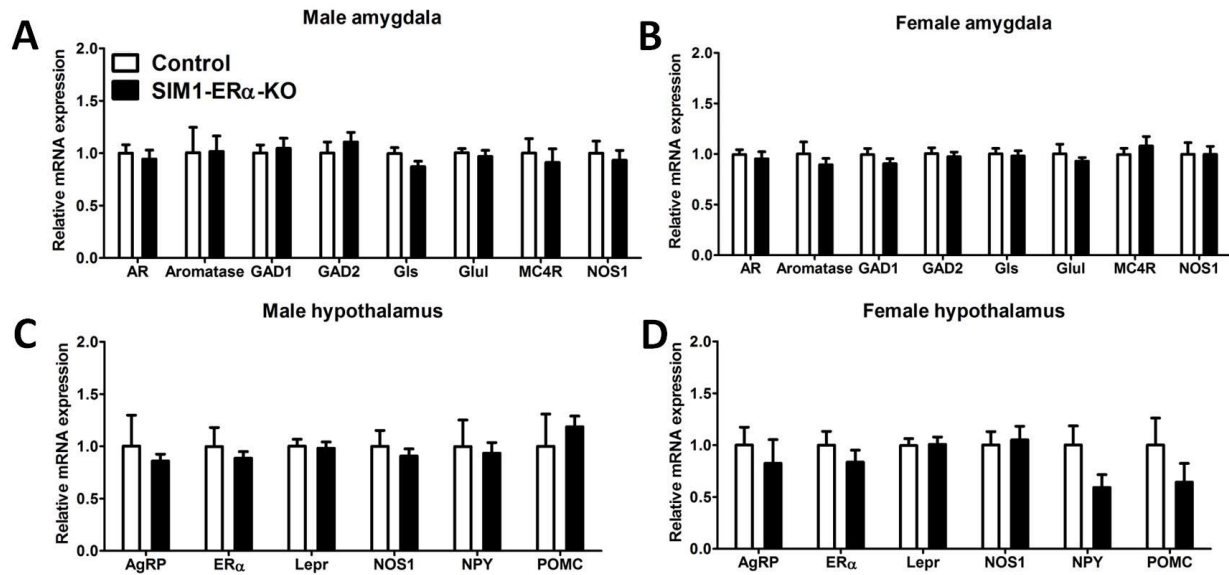 A
Male amygdala
Relative mRNA expression
2.0
1.5
1.0
0.5
0.0
Control
SIM1-ERα-KO
AR Aromatase GAD1 GAD2 Gls Glul MC4R NOS1
B
Female amygdala
Relative mRNA expression
2.0
1.5
1.0
0.5
0.0
AR Aromatase GAD1 GAD2 Gls Glul MC4R NOS1
C
Male hypothalamus
Relative mRNA expression
2.0
1.5
1.0
0.5
0.0
AgRP ERα Lepr NOS1 NPY POMC
D
Female hypothalamus
Relative mRNA expression
2.0
1.5
1.0
0.5
0.0
AgRP ERα Lepr NOS1 NPY POMC